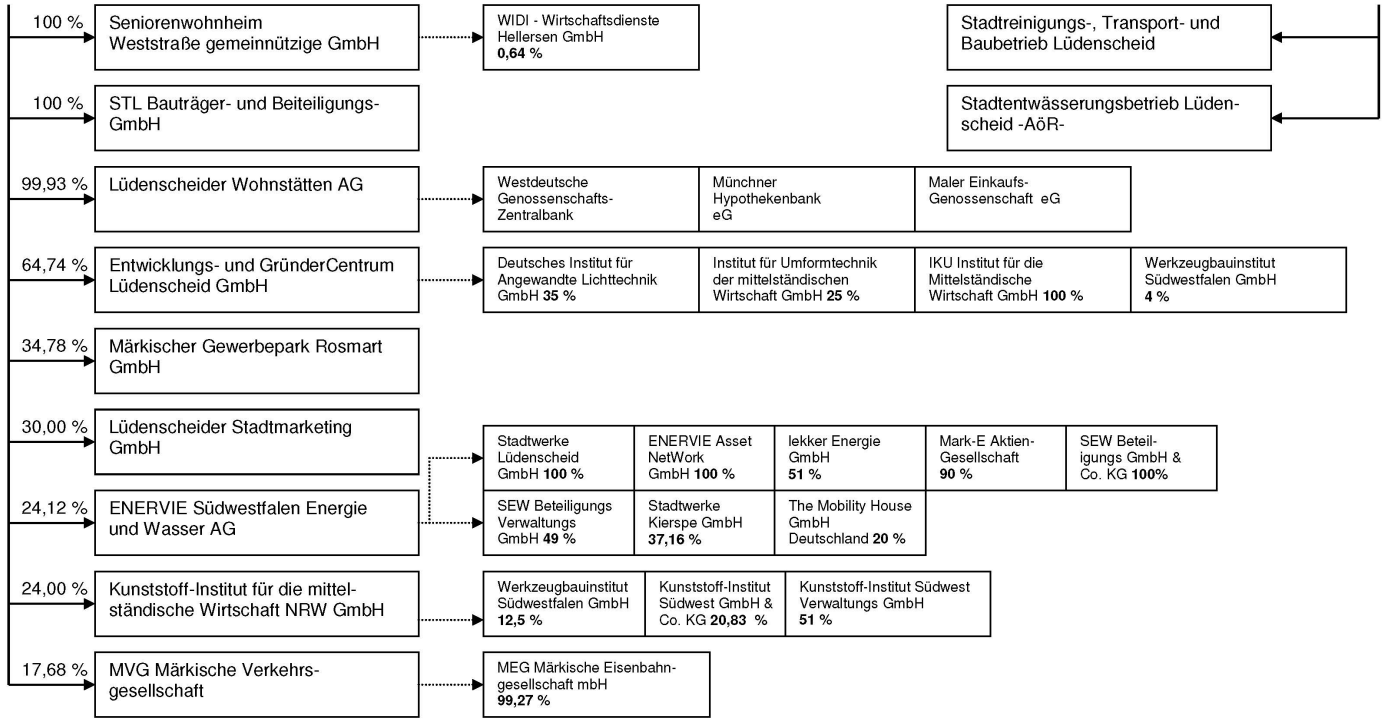 100 %
Seniorenwohnheim
Weststraße gemeinnützige GmbH
WIDI - Wirtschaftsdienste
Hellersen GmbH
0,64 %
Stadtreinigungs-, Transport- und
Baubetrieb Lüdenscheid
100 %
STL Bauträger- und Beiteiligungs-
GmbH
Stadtentwässerungsbetrieb Lüden-
scheid -AöR-
99,93 %
Lüdenscheider Wohnstätten AG
Westdeutsche
Genossenschafts-
Zentralbank
Münchner
Hypothekenbank
eG
Maler Einkaufs-
Genossenschaft eG
64,74 %
Entwicklungs- und GründerCentrum
Lüdenscheid GmbH
Deutsches Institut für
Angewandte Lichttechnik
GmbH 35 %
Institut für Umformtechnik
der mittelständischen
Wirtschaft GmbH 25 %
IKU Institut für die
Mittelständische
Wirtschaft GmbH 100 %
Werkzeugbauinstitut
Südwestfalen GmbH
4 %
34,78 %
Märkischer Gewerbepark Rosmart
GmbH
30,00 %
Lüdenscheider Stadtmarketing
GmbH
Stadtwerke
Lüdenscheid
GmbH 100 %
ENERVIE Asset
NetWork
GmbH 100 %
lekker Energie
GmbH
51 %
Mark-E Aktien-
Gesellschaft
90 %
SEW Beteil-
igungs GmbH &
Co. KG 100%
24,12 %
ENERVIE Südwestfalen Energie
und Wasser AG
SEW Beteiligungs
Verwaltungs
GmbH 49 %
Stadtwerke
Kierspe GmbH
37,16 %
The Mobility House
GmbH
Deutschland 20 %
24,00 %
Kunststoff-Institut für die mittel-
ständische Wirtschaft NRW GmbH
Werkzeugbauinstitut
Südwestfalen GmbH
12,5 %
Kunststoff-Institut
Südwest GmbH &
Co. KG 20,83 %
Kunststoff-Institut Südwest
Verwaltungs GmbH
51 %
17,68 %
MVG Märkische Verkehrs-
gesellschaft
MEG Märkische Eisenbahn-
gesellschaft mbH
99,27 %